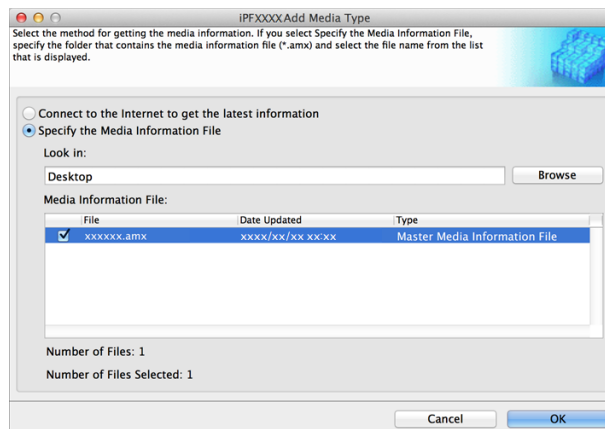 iPFXXXX Add Media Type
Select the method for getting the media information. If you select Specify the Media Information File,
specify the folder that contains the media information file (*.amx) and select the file name from the list
that is displayed.
Connect to the Internet to get the latest information
Specify the Media Information File
Look in:
Desktop Browse
Media Information File:
File Date Updated Type
xxxxxx.amx xxxx/xx/xx xx:xx Master Media Information File
Number of Files: 1
Number of Files Selected: 1
Cancel OK